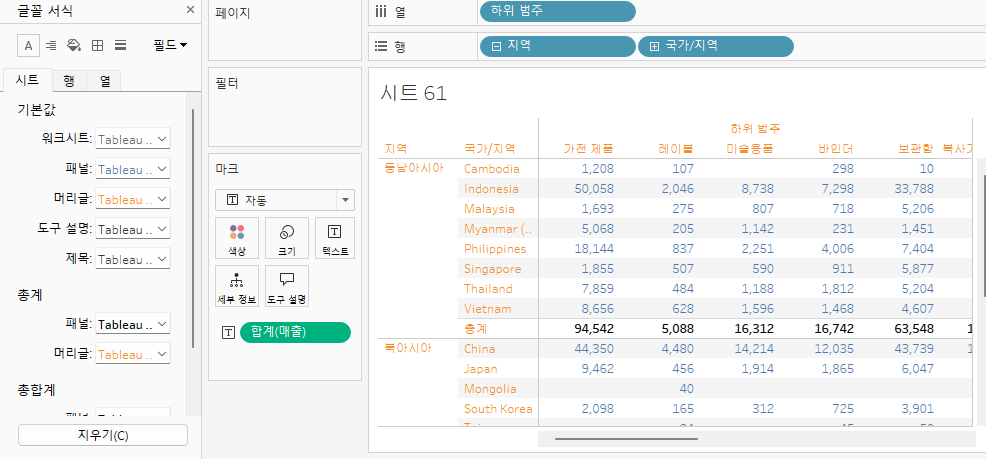 글꼴 서식
필드
시트 행 열
기본값
워크시트: Tableau ..
패널: Tableau ..
머리글: Tableau ..
도구 설명: Tableau ..
제목: Tableau ..
총계
패널: Tableau ..
머리글: Tableau ..
총합계
지우기(C)
페이지
필터
마크
자동
색상 크기 텍스트
세부 정보 도구 설명
합계(매출)
열 하위 범주
행 지역 국가/지역
시트 61
하위 범주
지역 국가/지역 가전 제품 레이블 미술용품 바인더 보관함 복사기
동남아시아 Cambodia 1,208 107 298 10
Indonesia 50,058 2,046 8,738 7,298 33,788
Malaysia 1,693 275 807 718 5,206
Myanmar (.. 5,068 205 1,142 231 1,451
Philippines 18,144 837 2,251 4,006 7,404
Singapore 1,855 507 590 911 5,877
Thailand 7,859 484 1,188 1,812 5,204
Vietnam 8,656 628 1,596 1,468 4,607
총계 94,542 5,088 16,312 16,742 63,548 1
북아시아 China 44,350 4,480 14,214 12,035 43,739 1
Japan 9,462 456 1,914 1,865 6,047
Mongolia 40
South Korea 2,098 165 312 725 3,901